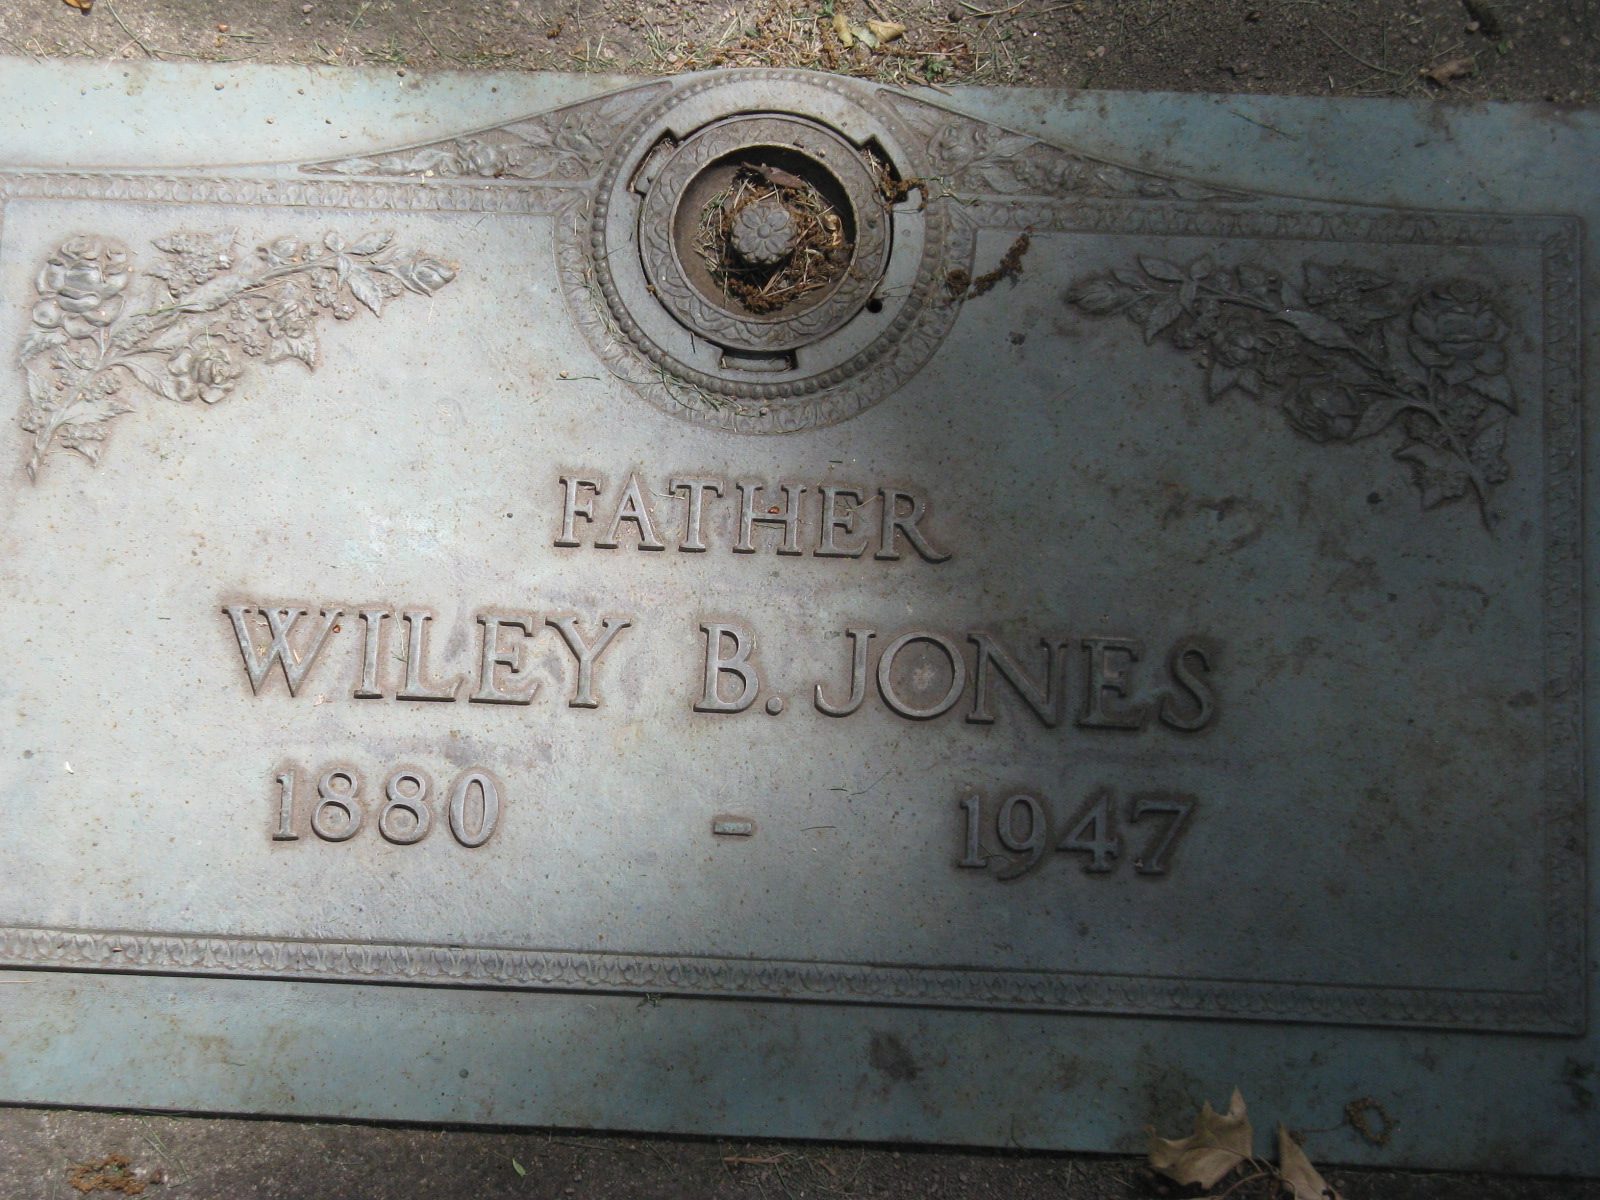 FATHER
WILEY B. JONES
1880 - 1947